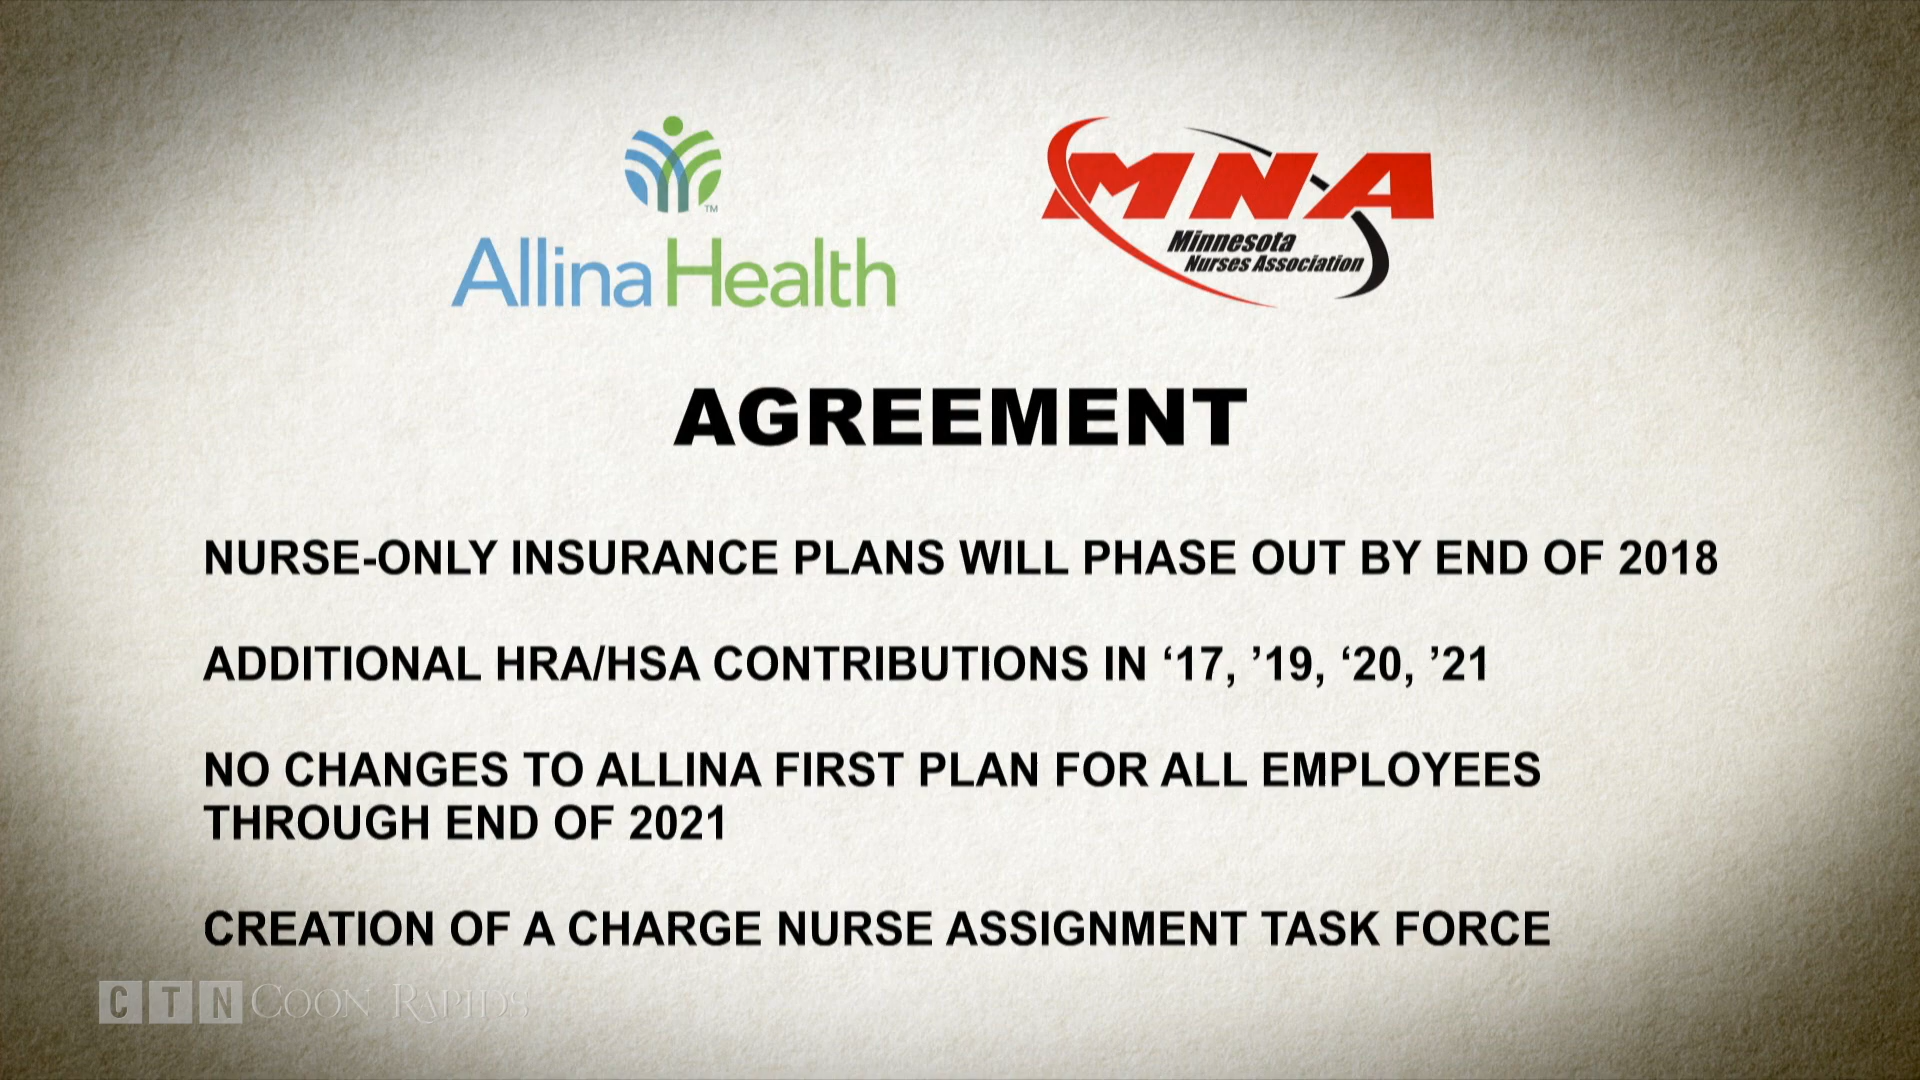 TM
Allina Health
MNA
Minnesota
Nurses Association
AGREEMENT
NURSE-ONLY INSURANCE PLANS WILL PHASE OUT BY END OF 2018
ADDITIONAL HRA/HSA CONTRIBUTIONS IN ‘17, ’19, ‘20, ’21
NO CHANGES TO ALLINA FIRST PLAN FOR ALL EMPLOYEES
THROUGH END OF 2021
CREATION OF A CHARGE NURSE ASSIGNMENT TASK FORCE
CTN COON RAPIDS